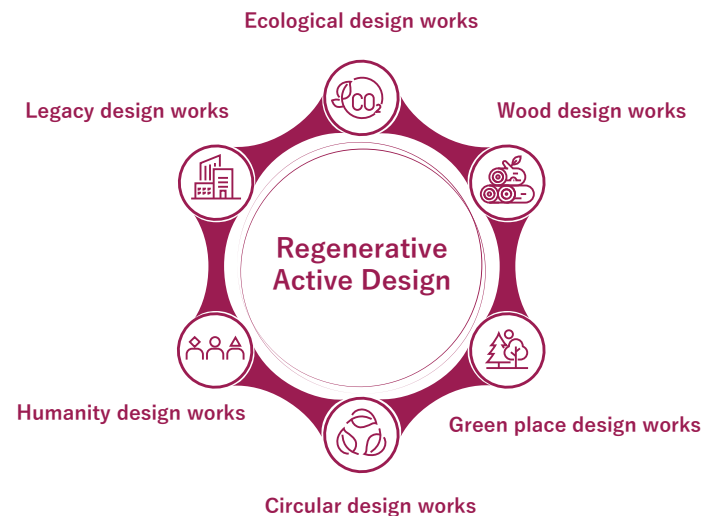 Ecological design works
Legacy design works
Wood design works
CO2
Regenerative
Active Design
Humanity design works
Green place design works
Circular design works